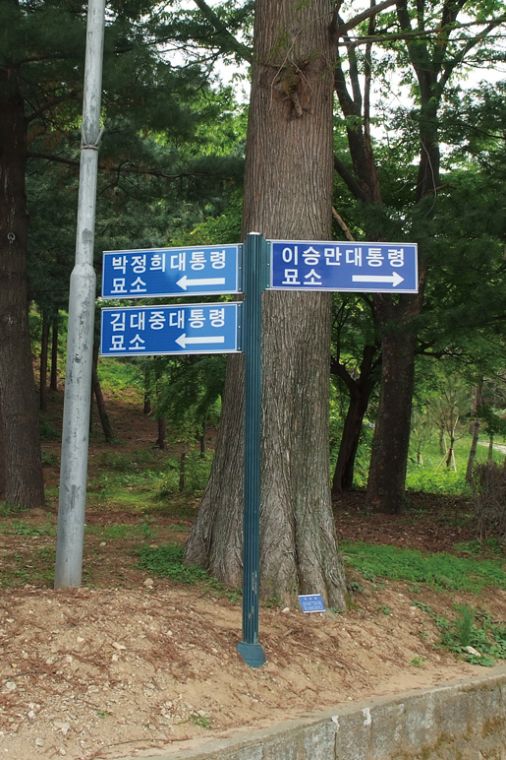 박정희대통령
묘소 ←
김대중대통령
묘소 ←
이승만대통령
묘소 →